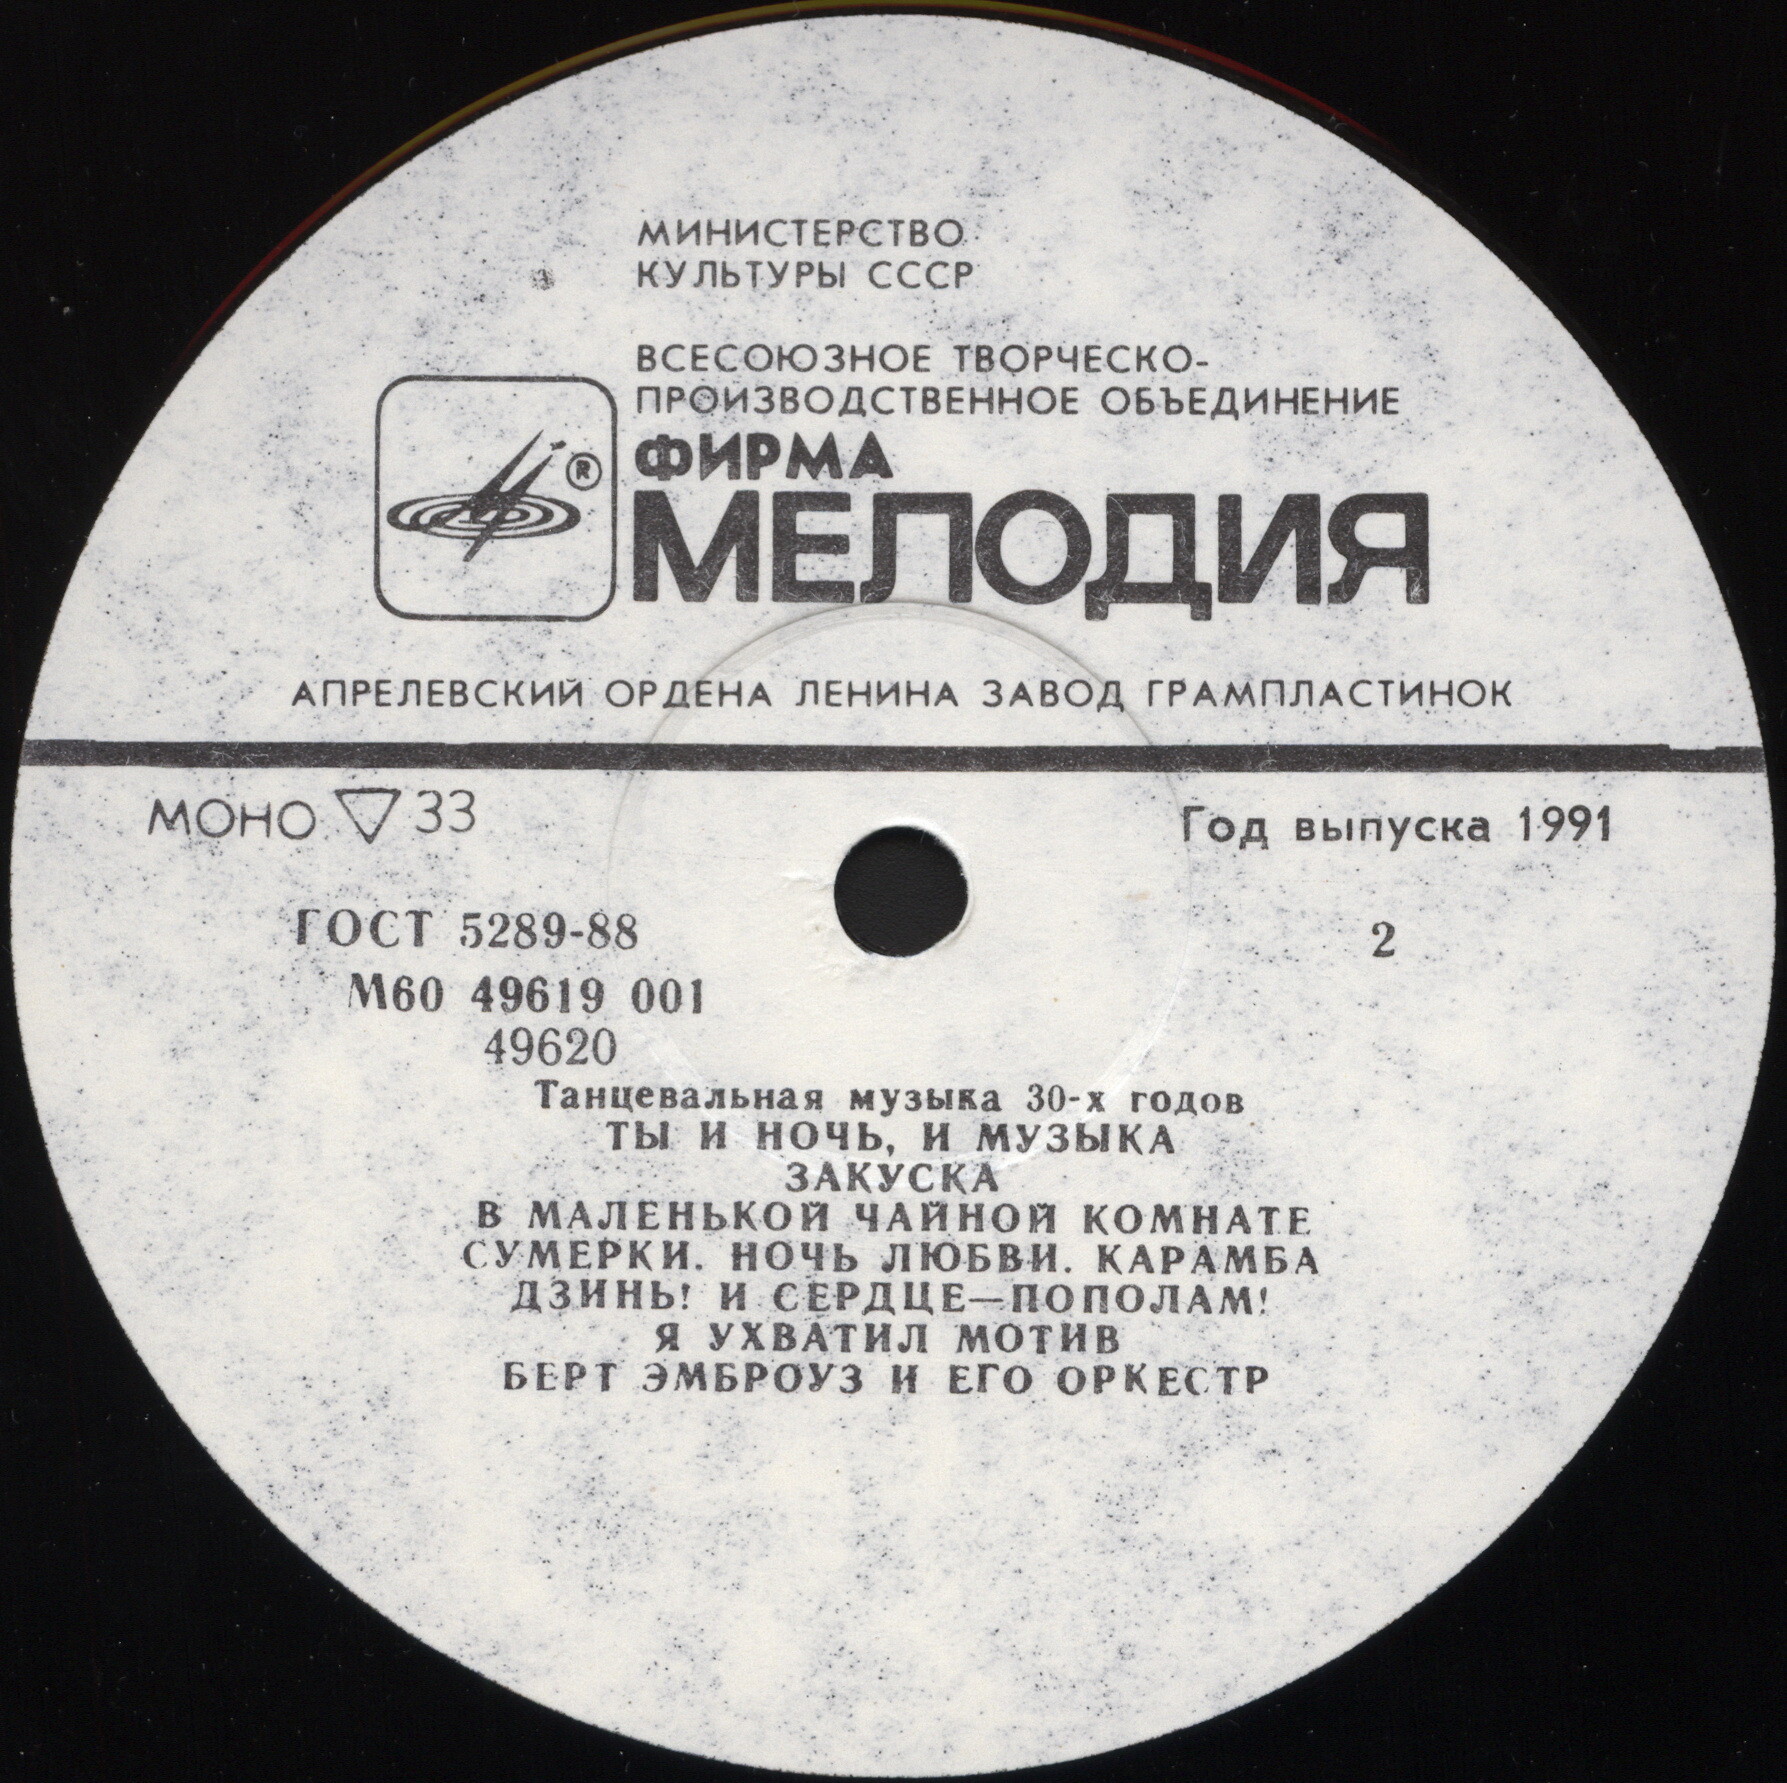 МИНИСТЕРСТВО
КУЛЬТУРЫ СССР
ВСЕСОЮЗНОЕ ТВОРЧЕСКО-
ПРОИЗВОДСТВЕННОЕ ОБЪЕДИНЕНИЕ
ФИРМА
®
МЕЛОДИЯ
АПРЕЛЕВСКИЙ ОРДЕНА ЛЕНИНА ЗАВОД ГРАМПЛАСТИНОК
МОНО ▽ 33
Год выпуска 1991
ГОСТ 5289-88
2
М60 49619 001
49620
Танцевальная музыка 30-х годов
ТЫ И НОЧЬ, И МУЗЫКА
ЗАКУСКА
В МАЛЕНЬКОЙ ЧАЙНОЙ КОМНАТЕ
СУМЕРКИ. НОЧЬ ЛЮБВИ. КАРАМБА
ДЗИНЬ! И СЕРДЦЕ—ПОПОЛАМ!
Я УХВАТИЛ МОТИВ
БЕРТ ЭМБРОУЗ И ЕГО ОРКЕСТР